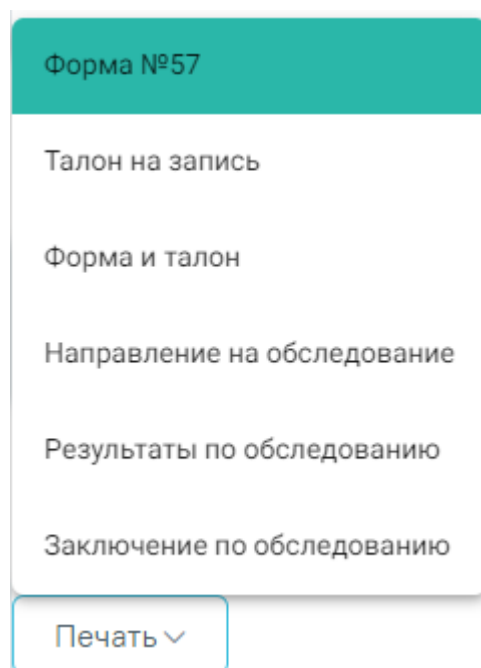 Форма №57
Талон на запись
Форма и талон
Направление на обследование
Результаты по обследованию
Заключение по обследованию
Печать